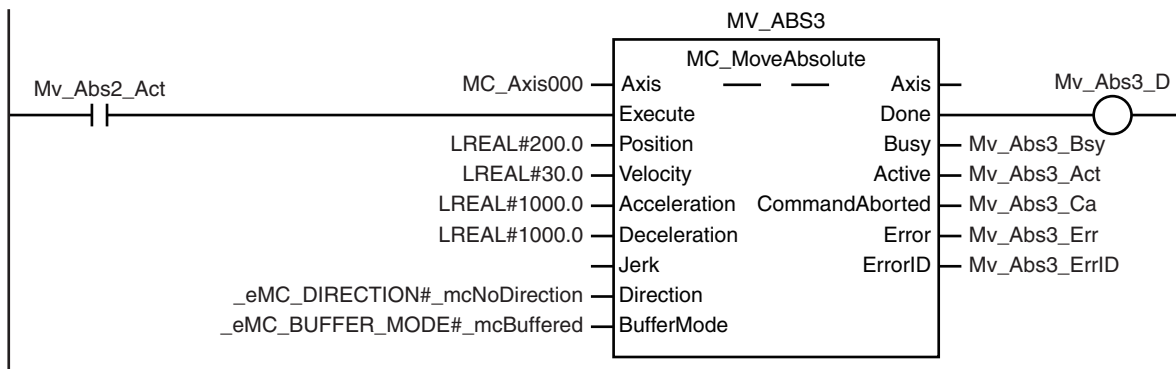 MV_ABS3
MC_MoveAbsolute
Mv_Abs2_Act
MC_Axis000 Axis Axis Mv_Abs3_D
Execute Done
LREAL#200.0 Position Busy Mv_Abs3_Bsy
LREAL#30.0 Velocity Active Mv_Abs3_Act
LREAL#1000.0 Acceleration CommandAborted Mv_Abs3_Ca
LREAL#1000.0 Deceleration Error Mv_Abs3_Err
Jerk ErrorID Mv_Abs3_ErrID
_eMC_DIRECTION#_mcNoDirection Direction
_eMC_BUFFER_MODE#_mcBuffered BufferMode